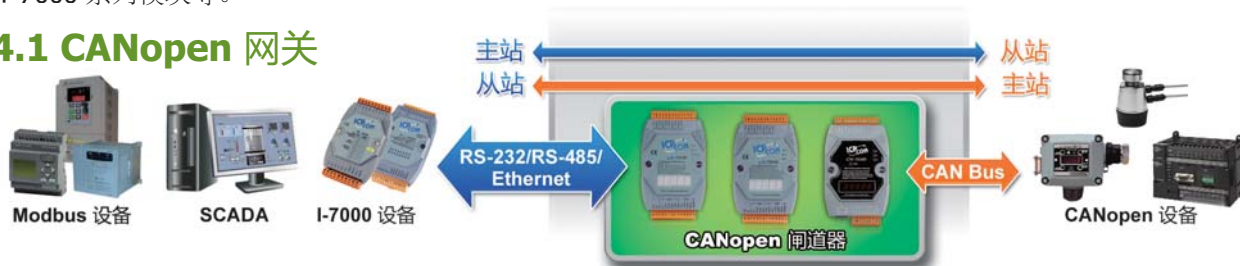 4.1 CANopen 网关
主站 从站
从站 主站
RS-232/RS-485/
Ethernet
CAN Bus
Modbus 设备
SCADA
I-7000 设备
CANopen 设备
CANopen 闸道器